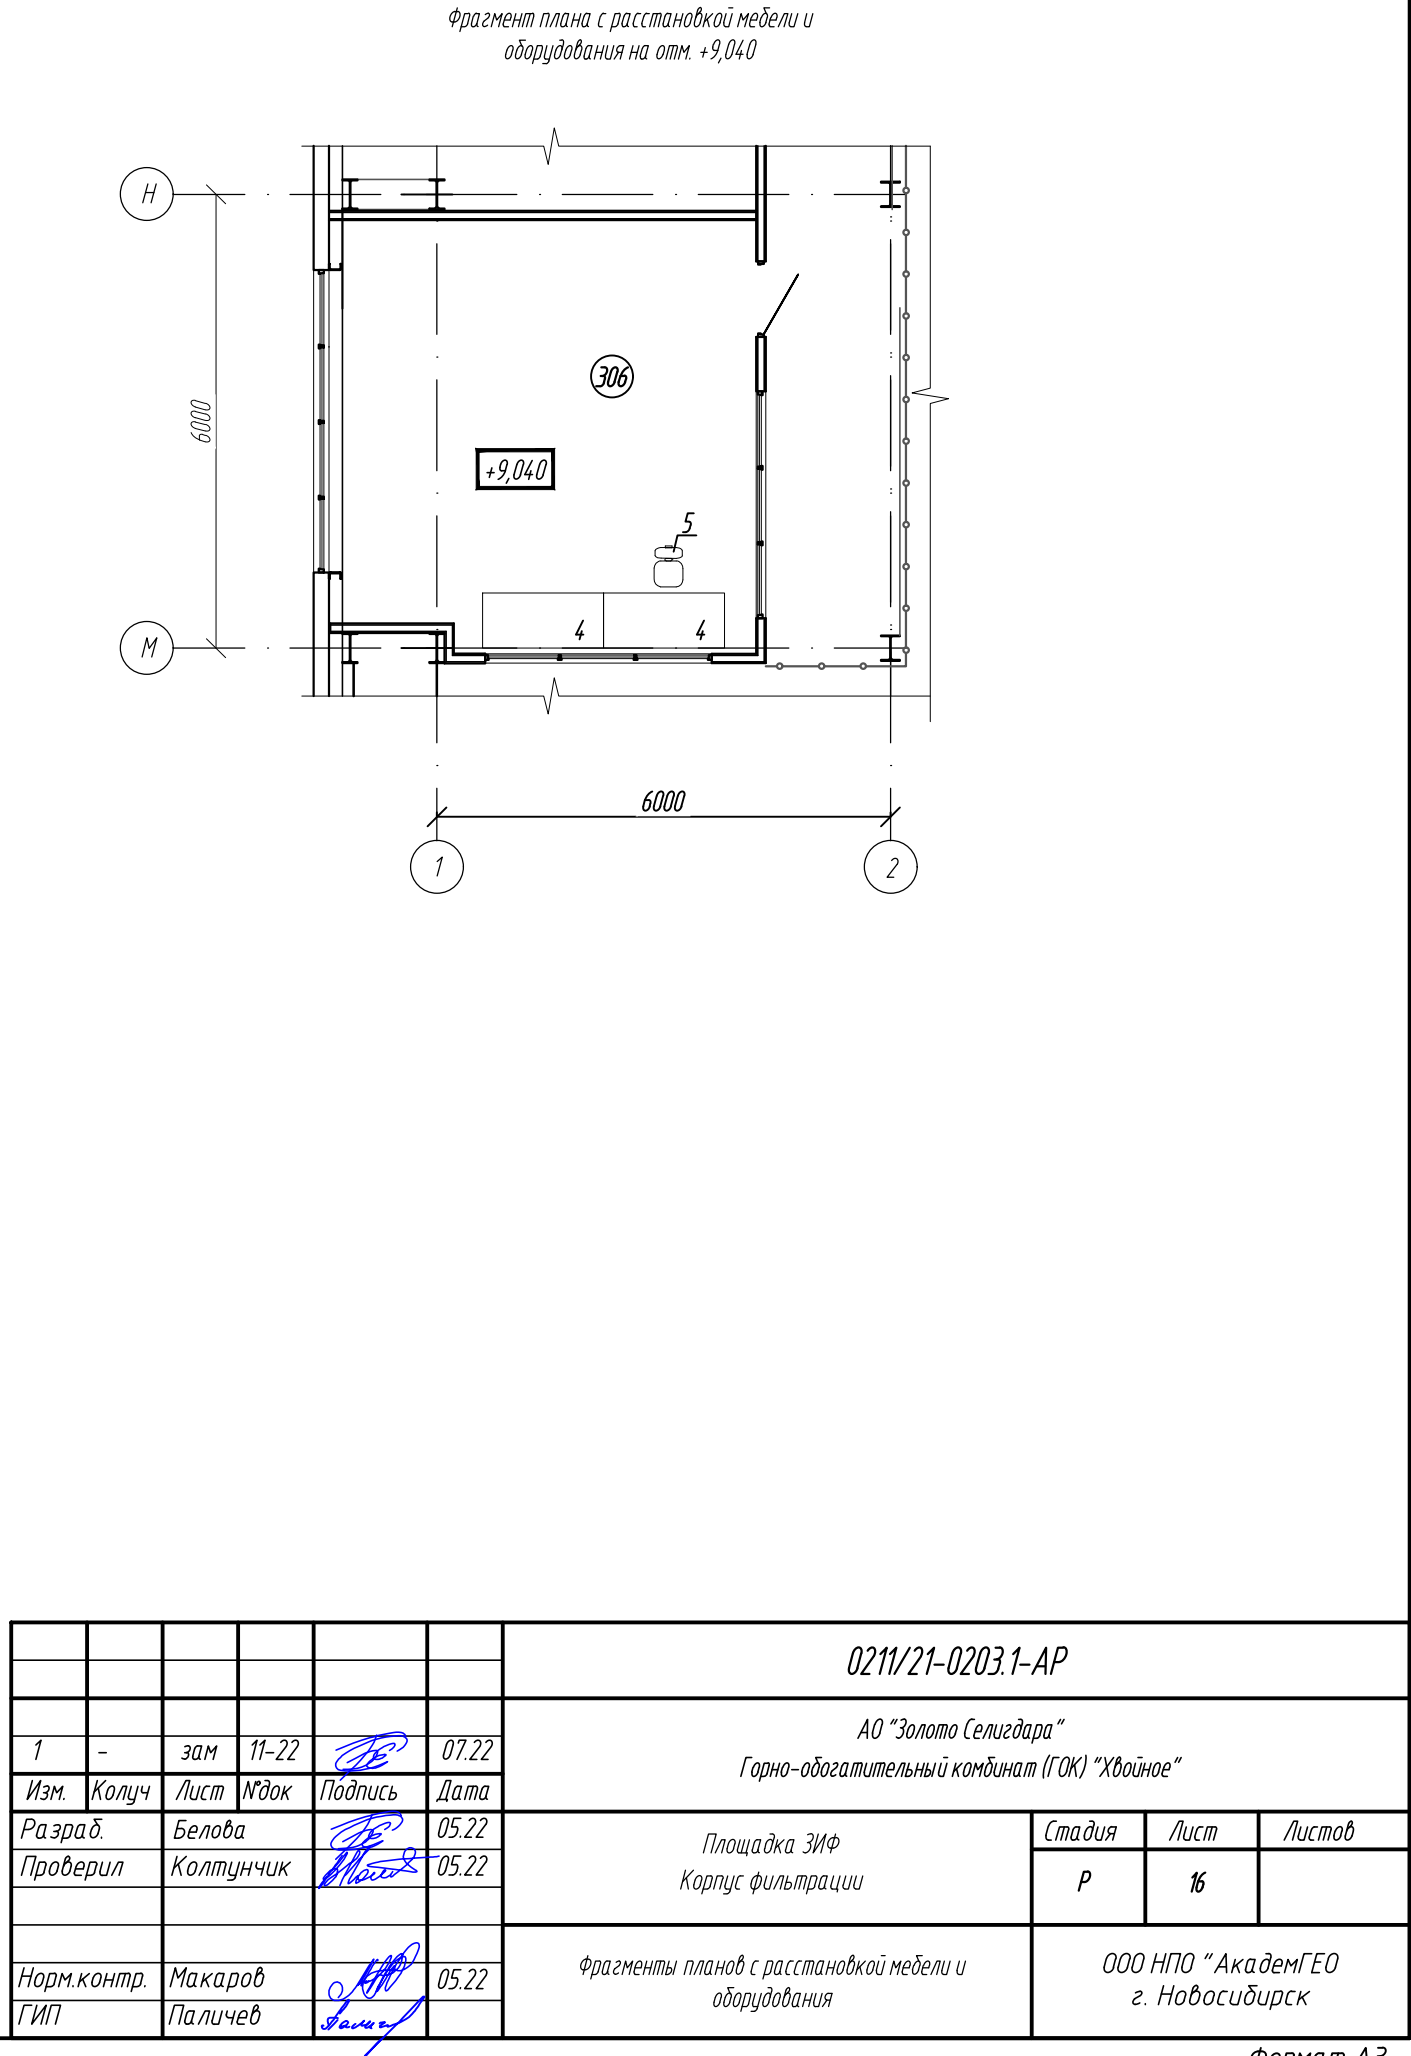 Фрагмент плана с расстановкой мебели и
оборудования на отм. +9,040
Н
6000
306
+9,040
5
4 4
М
6000
1 2
0211/21-0203.1-АР
АО "Золото Селигдара"
Горно-обогатительный комбинат (ГОК) "Хвойное"
1 - зам 11-22 07.22
Изм. Колуч Лист №док Подпись Дата
Разраб. Белова 05.22
Проверил Колтунчик 05.22
Норм.контр. Макаров 05.22
ГИП Паличев
Площадка ЗИФ
Корпус фильтрации
Стадия Лист Листов
Р 16
Фрагменты планов с расстановкой мебели и
оборудования
ООО НПО "АкадемГЕО
г. Новосибирск
Формат А3